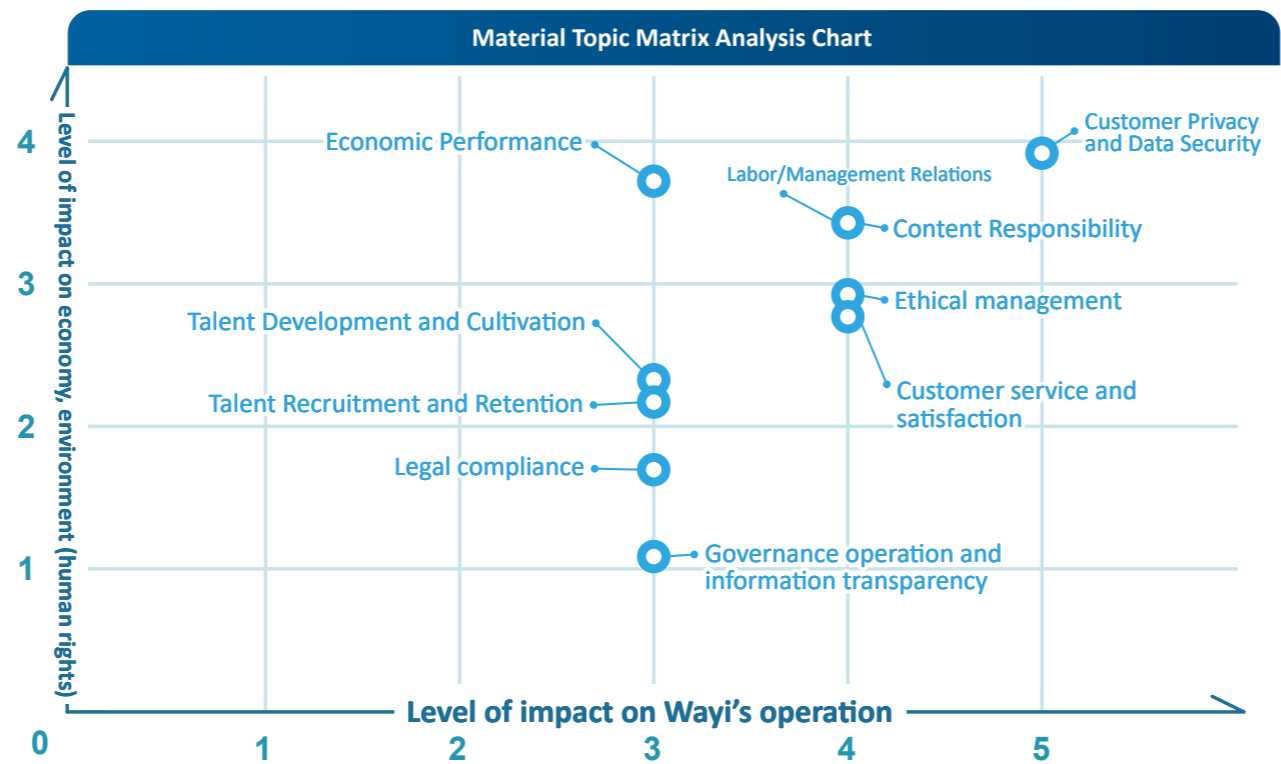 Material Topic Matrix Analysis Chart
Level of impact on economy, environment (human rights)
4
3
2
1
0
Economic Performance
Customer Privacy
and Data Security
Labor/Management Relations
Content Responsibility
Ethical management
Talent Development and Cultivation
Customer service and
satisfaction
Talent Recruitment and Retention
Legal compliance
Governance operation and
information transparency
Level of impact on Wayi’s operation
1
2
3
4
5